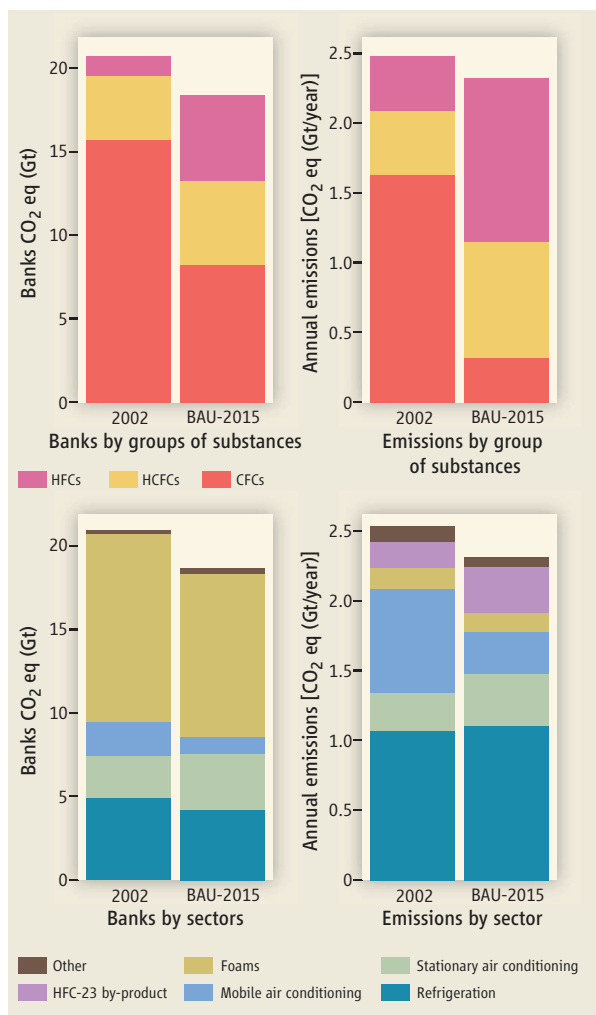 Banks CO2 eq (Gt)
20
15
10
5
0
2002
BAU-2015
Banks by groups of substances
Annual emissions [CO2 eq (Gt/year)]
2.5
2.0
1.5
1.0
0.5
0
2002
BAU-2015
Emissions by group
of substances
HFCs
HCFCs
CFCs
Banks CO2 eq (Gt)
20
15
10
5
0
2002
BAU-2015
Banks by sectors
Annual emissions [CO2 eq (Gt/year)]
2.5
2.0
1.5
1.0
0.5
0
2002
BAU-2015
Emissions by sector
Other
Foams
Stationary air conditioning
HFC-23 by-product
Mobile air conditioning
Refrigeration